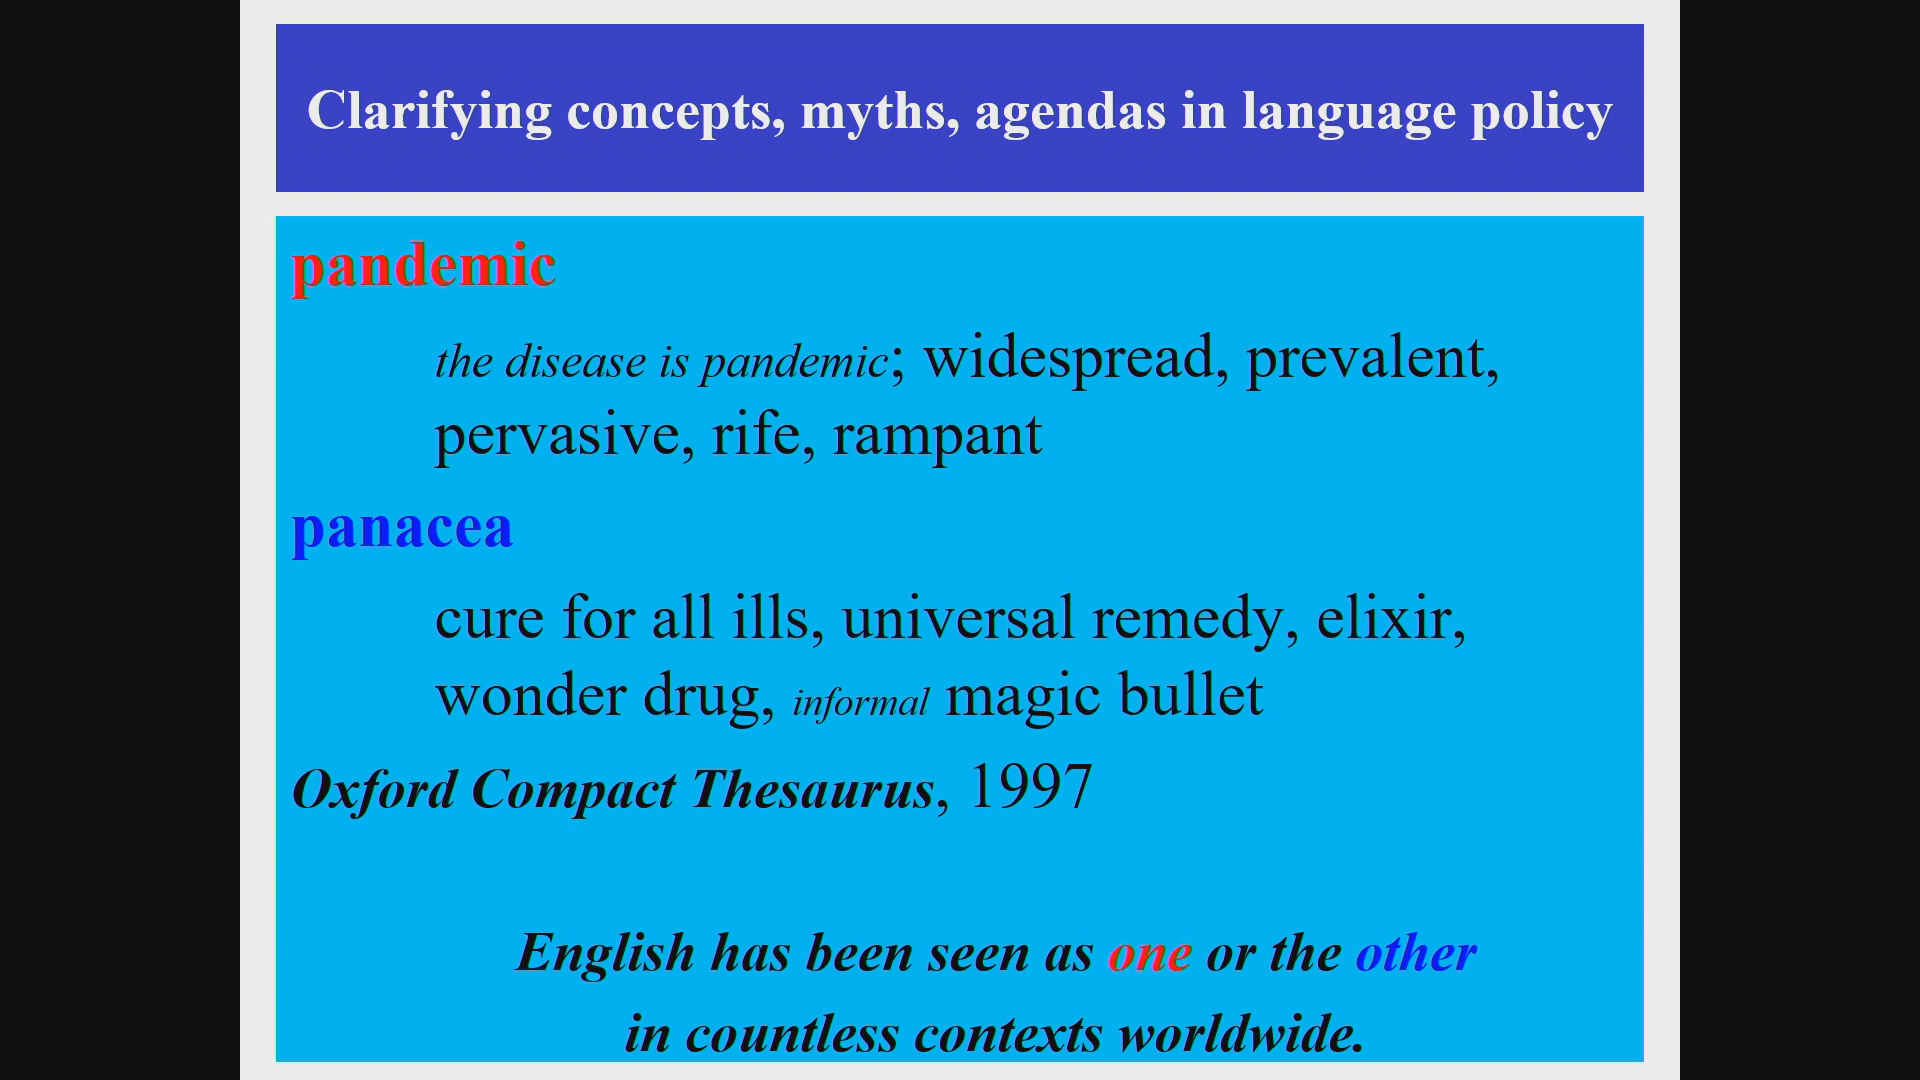 Clarifying concepts, myths, agendas in language policy
pandemic
the disease is pandemic; widespread, prevalent,
pervasive, rife, rampant
panacea
cure for all ills, universal remedy, elixir,
wonder drug, informal magic bullet
Oxford Compact Thesaurus, 1997
English has been seen as one or the other
in countless contexts worldwide.